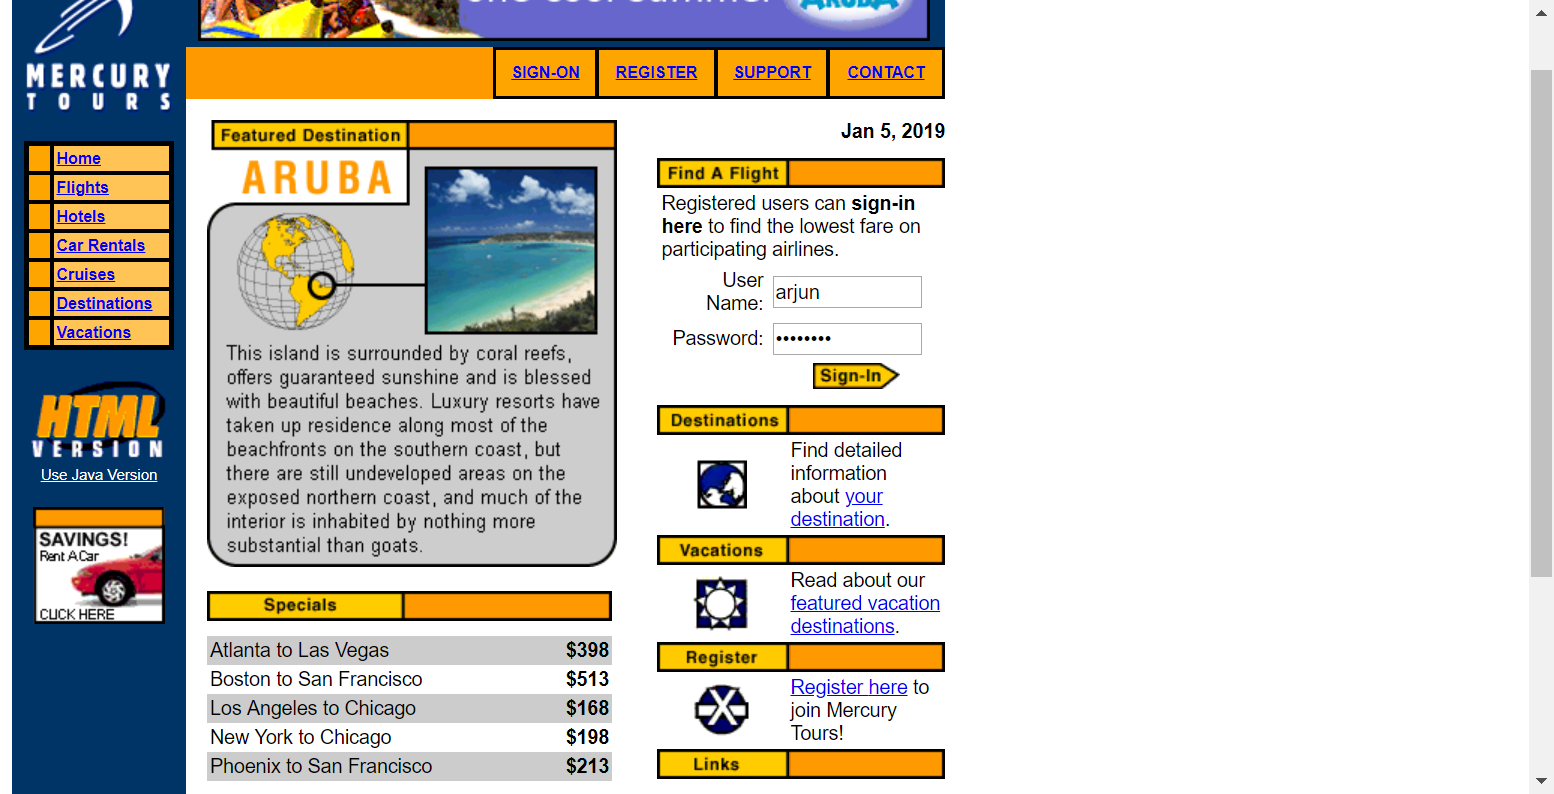 one cool summer
ARUBA
MERCURY
TOURS
SIGN-ON
REGISTER
SUPPORT
CONTACT
Home
Flights
Hotels
Car Rentals
Cruises
Destinations
Vacations
HTML
VERSION
Use Java Version
SAVINGS!
Rent A Car
CLICK HERE
Featured Destination
ARUBA
This island is surrounded by coral reefs,
offers guaranteed sunshine and is blessed
with beautiful beaches. Luxury resorts have
taken up residence along most of the
beachfronts on the southern coast, but
there are still undeveloped areas on the
exposed northern coast, and much of the
interior is inhabited by nothing more
substantial than goats.
Specials
Atlanta to Las Vegas $398
Boston to San Francisco $513
Los Angeles to Chicago $168
New York to Chicago $198
Phoenix to San Francisco $213
Jan 5, 2019
Find A Flight
Registered users can sign-in
here to find the lowest fare on
participating airlines.
User
Name: arjun
Password: ••••••••
Sign-In
Destinations
Find detailed
information
about your
destination.
Vacations
Read about our
featured vacation
destinations.
Register
Register here to
join Mercury
Tours!
Links